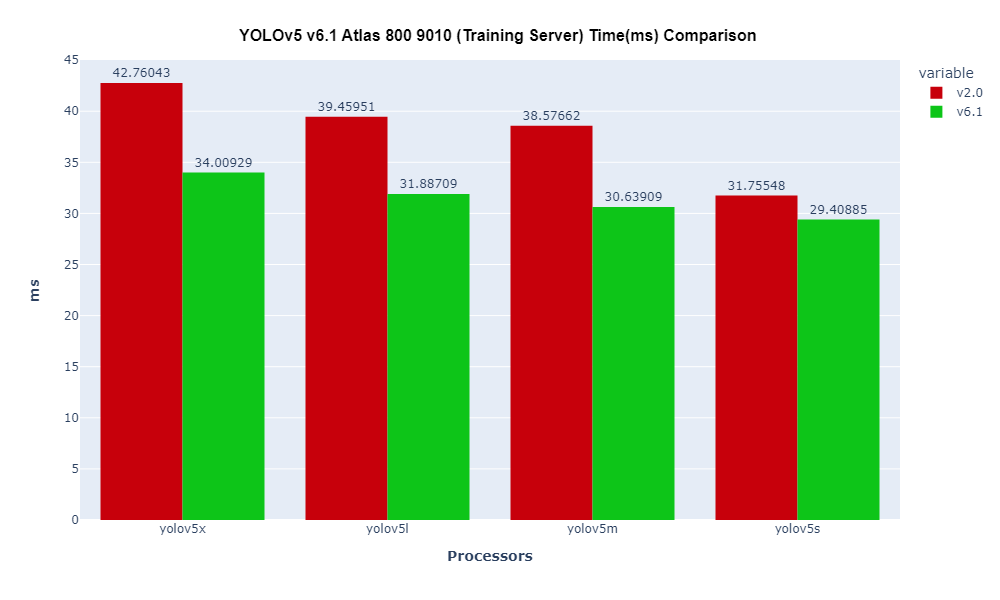 YOLOv5 v6.1 Atlas 800 9010 (Training Server) Time(ms) Comparison
variable
v2.0
v6.1
45
40
35
30
25
20
15
10
5
0
ms
42.76043
34.00929
39.45951
31.88709
38.57662
30.63909
31.75548
29.40885
yolov5x
yolov5l
yolov5m
yolov5s
Processors